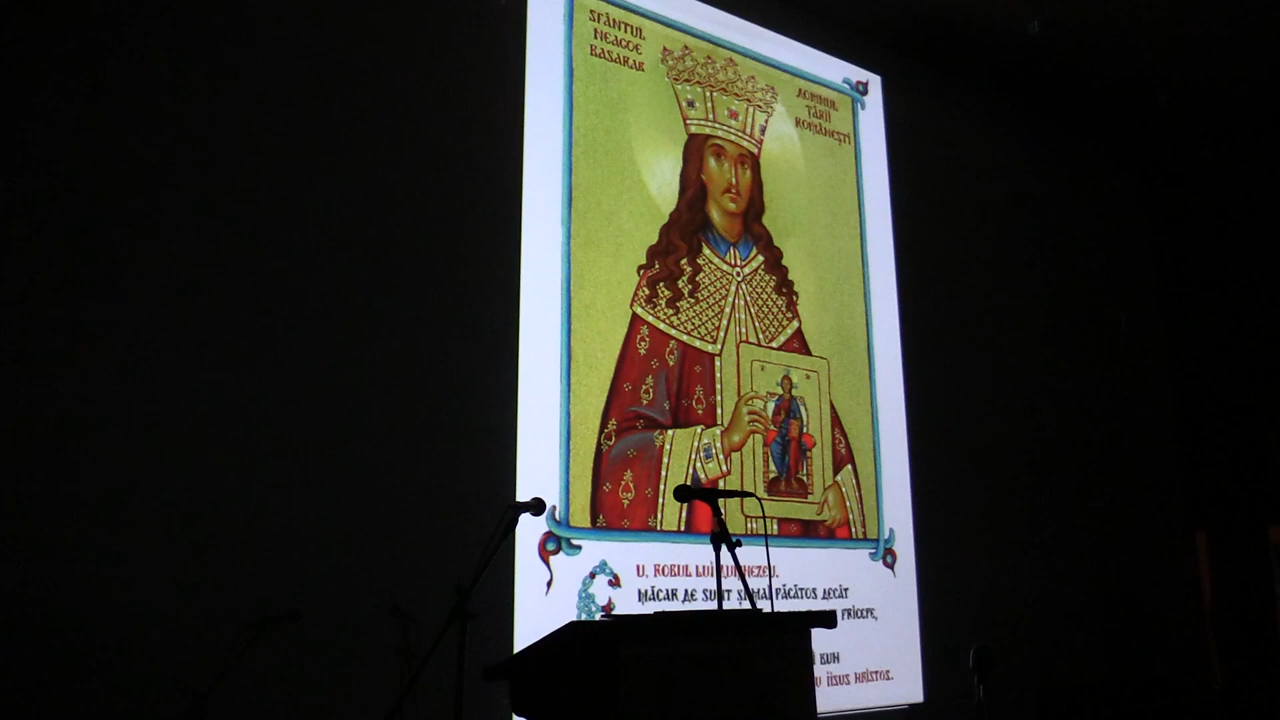 SFÂNTUL
NEAGOE
BASARAB
DOMNUL
ȚĂRII
ROMÂNEȘTI
EU, ROBUL LUI DUMNEZEU,
MĂCAR DE SUNT ȘI MAI PĂCĂTOS DECÂT
PRICEPE,
BUN
IISUS HRISTOS.